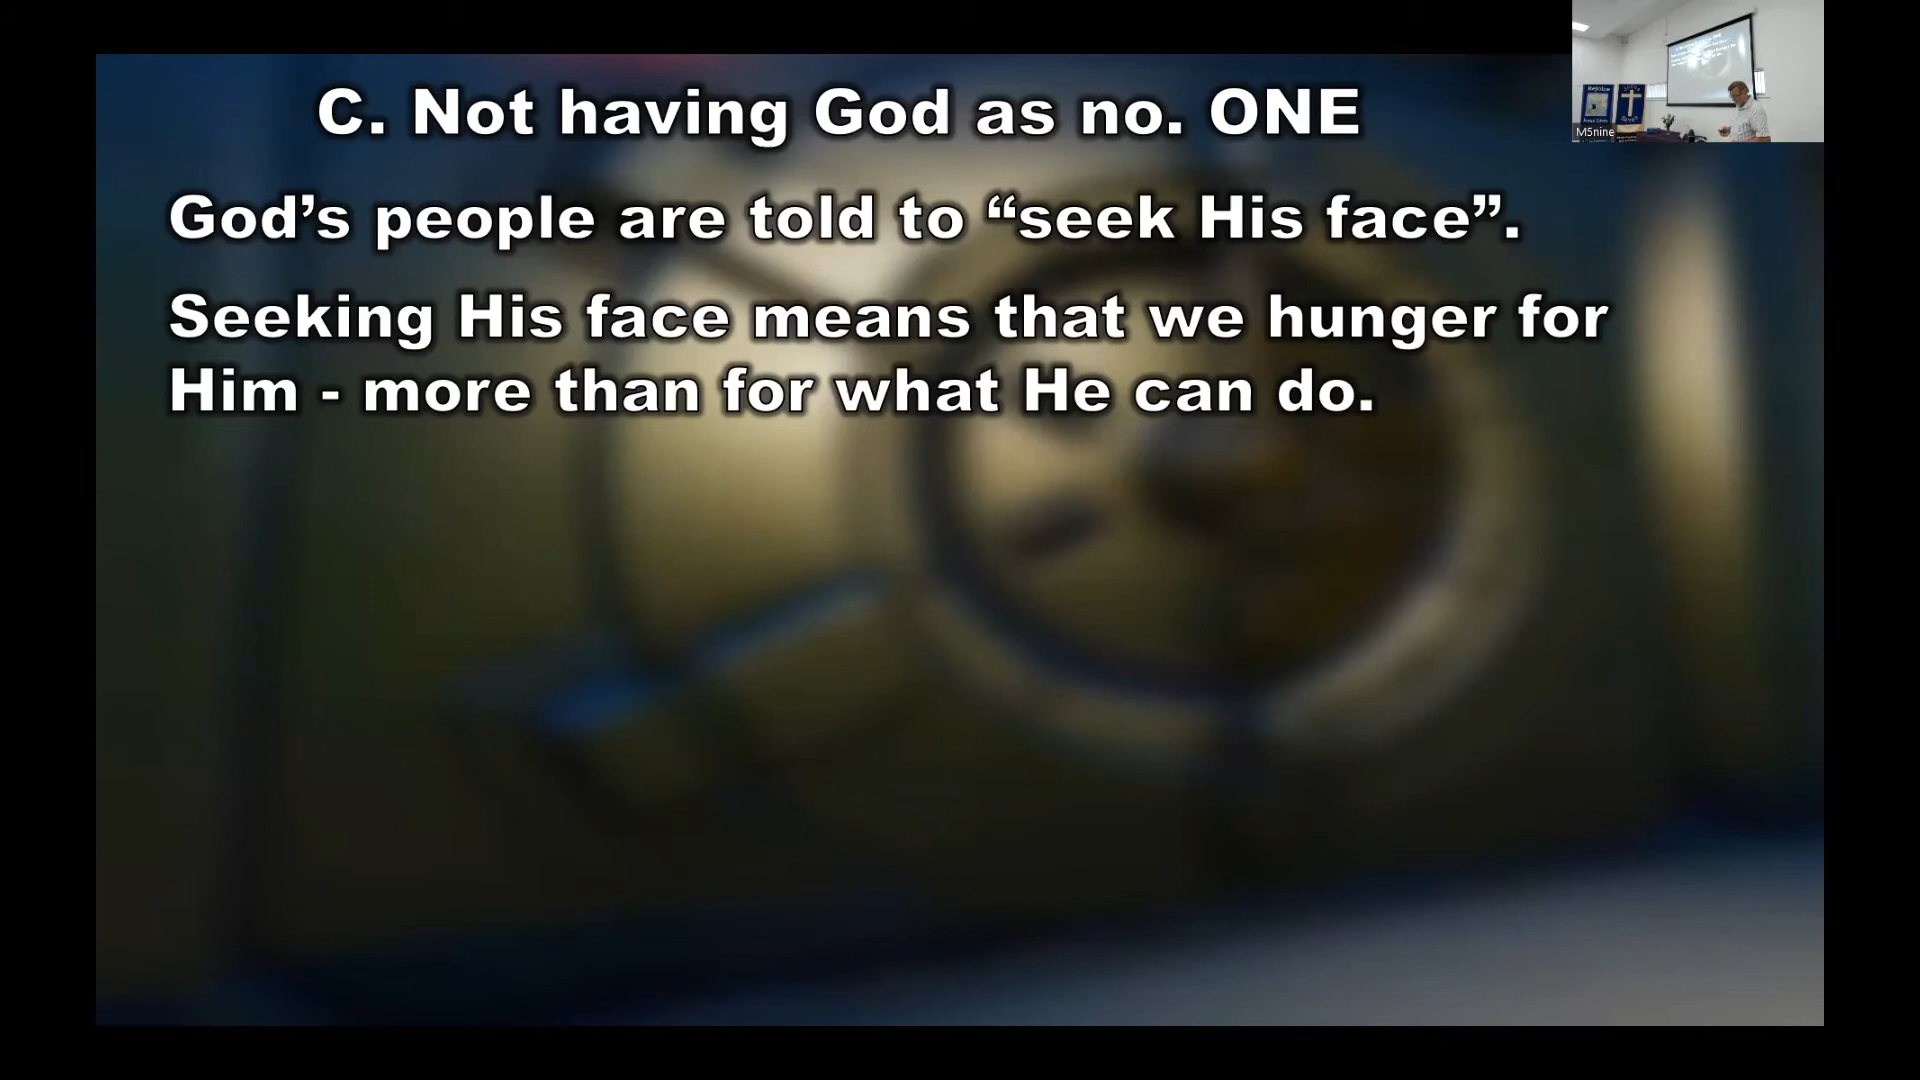 C. Not having God as no. ONE
God’s people are told to “seek His face”.
Seeking His face means that we hunger for
Him - more than for what He can do.
Rejoice
M5nine